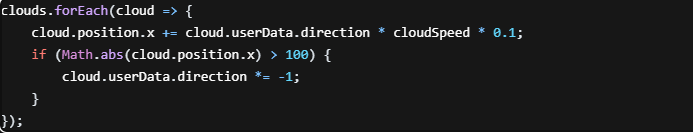 clouds.forEach(cloud => {
    cloud.position.x += cloud.userData.direction * cloudSpeed * 0.1;
    if (Math.abs(cloud.position.x) > 100) {
        cloud.userData.direction *= -1;
    }
});